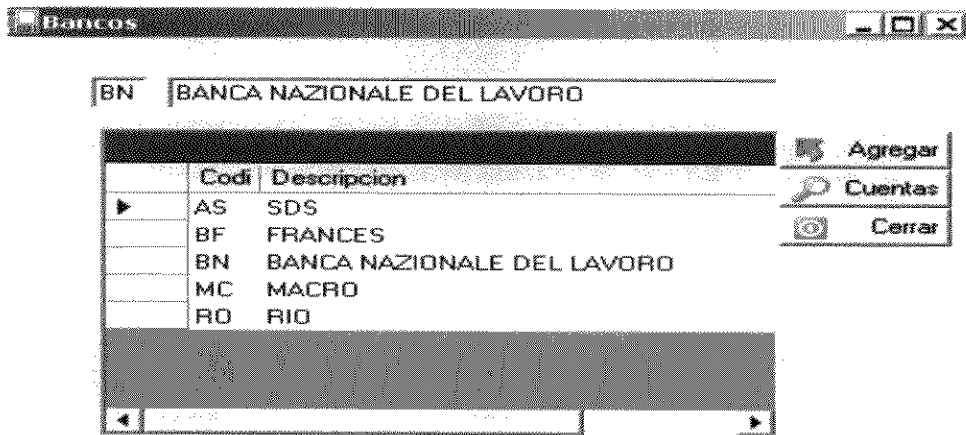 Bancos
BN BANCA NAZIONALE DEL LAVORO
Agregar
Codi Descripcion
Cuentas
AS SDS
Cerrar
BF FRANCES
BN BANCA NAZIONALE DEL LAVORO
MC MACRO
RO RIO